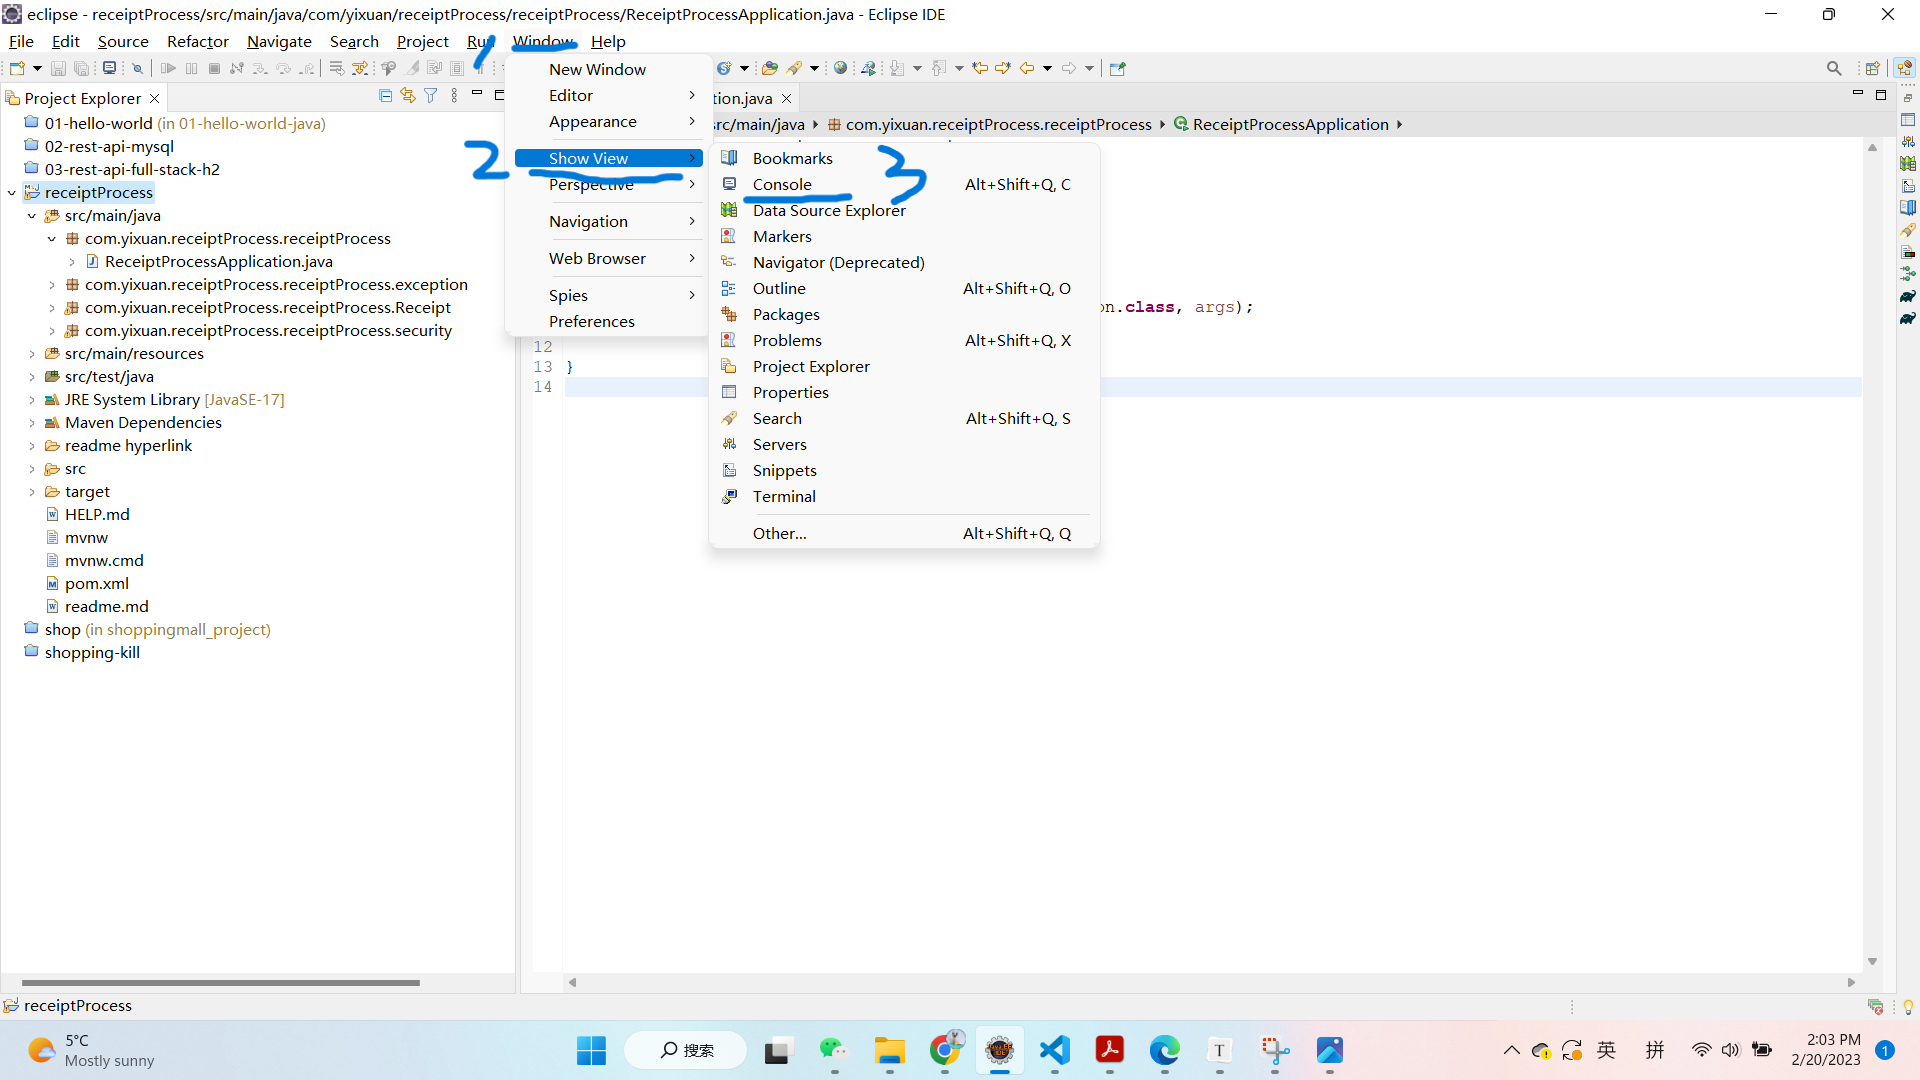 eclipse - receiptProcess/src/main/java/com/yixuan/receiptProcess/receiptProcess/ReceiptProcessApplication.java - Eclipse IDE
File Edit Source Refactor Navigate Search Project Run Window Help
1
Project Explorer
01-hello-world (in 01-hello-world-java)
02-rest-api-mysql
03-rest-api-full-stack-h2
receiptProcess
src/main/java
com.yixuan.receiptProcess.receiptProcess
ReceiptProcessApplication.java
com.yixuan.receiptProcess.receiptProcess.exception
com.yixuan.receiptProcess.receiptProcess.Receipt
com.yixuan.receiptProcess.receiptProcess.security
src/main/resources
src/test/java
JRE System Library [JavaSE-17]
Maven Dependencies
readme hyperlink
src
target
HELP.md
mvnw
mvnw.cmd
pom.xml
readme.md
shop (in shoppingmall_project)
shopping-kill
New Window
Editor
Appearance
2
Show View
Perspective
Navigation
Web Browser
Spies
Preferences
tion.java
src/main/java com.yixuan.receiptProcess.receiptProcess ReceiptProcessApplication
3
Bookmarks
Console Alt+Shift+Q, C
Data Source Explorer
Markers
Navigator (Deprecated)
Outline Alt+Shift+Q, O
Packages
Problems Alt+Shift+Q, X
Project Explorer
Properties
Search Alt+Shift+Q, S
Servers
Snippets
Terminal
Other... Alt+Shift+Q, Q
on.class, args);
12
13 }
14
receiptProcess
5°C
Mostly sunny
搜索
英 拼
2:03 PM
2/20/2023
1